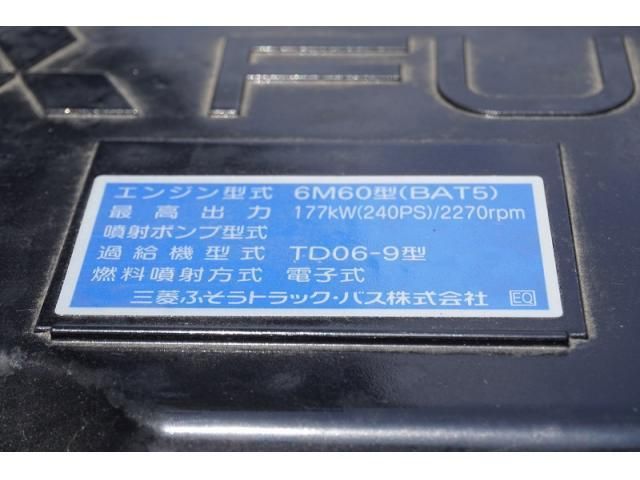 FU
エンジン型式 6M60型(BAT5)
最高出力 177kW(240PS)/2270rpm
噴射ポンプ型式
過給機型式 TD06-9型
燃料噴射方式 電子式
三菱ふそうトラック・バス株式会社 EQ